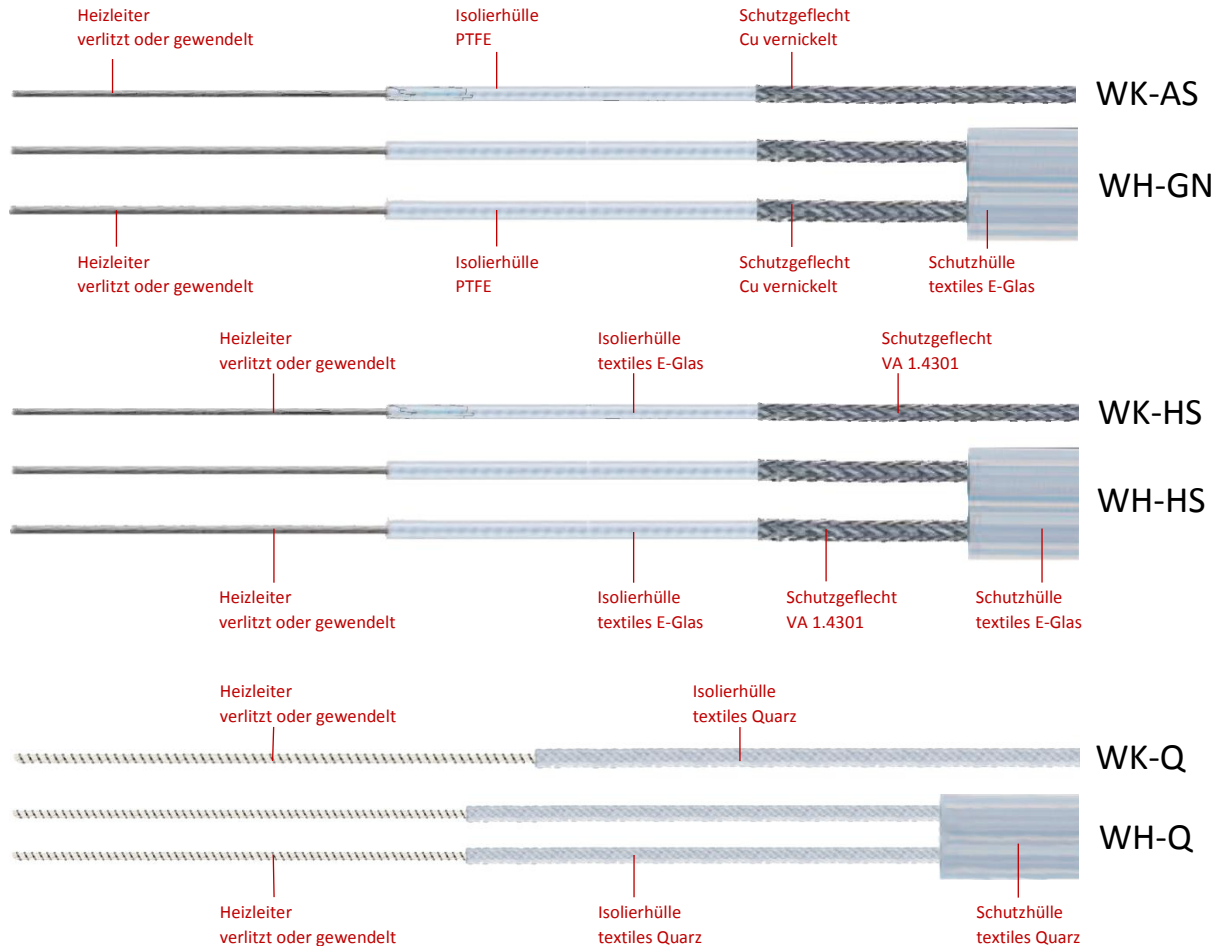 Heizleiter
verlitzt oder gewendelt
Isolierhülle
PTFE
Schutzgeflecht
Cu vernickelt
WK-AS
WH-GN
Heizleiter
verlitzt oder gewendelt
Isolierhülle
PTFE
Schutzgeflecht
Cu vernickelt
Schutzhülle
textiles E-Glas
Heizleiter
verlitzt oder gewendelt
Isolierhülle
textiles E-Glas
Schutzgeflecht
VA 1.4301
WK-HS
WH-HS
Heizleiter
verlitzt oder gewendelt
Isolierhülle
textiles E-Glas
Schutzgeflecht
VA 1.4301
Schutzhülle
textiles E-Glas
Heizleiter
verlitzt oder gewendelt
Isolierhülle
textiles Quarz
WK-Q
WH-Q
Heizleiter
verlitzt oder gewendelt
Isolierhülle
textiles Quarz
Schutzhülle
textiles Quarz